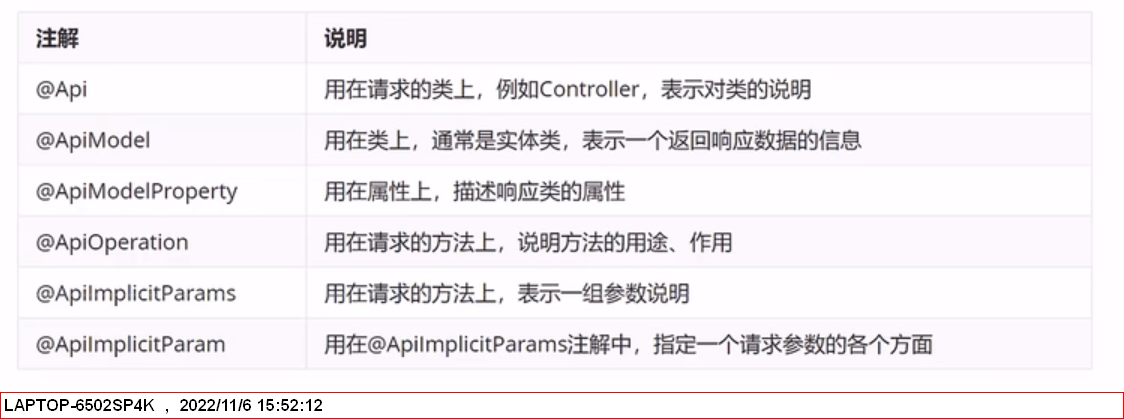 注解 说明
@Api 用在请求的类上，例如Controller，表示对类的说明
@ApiModel 用在类上，通常是实体类，表示一个返回响应数据的信息
@ApiModelProperty 用在属性上，描述响应类的属性
@ApiOperation 用在请求的方法上，说明方法的用途、作用
@ApiImplicitParams 用在请求的方法上，表示一组参数说明
@ApiImplicitParam 用在@ApiImplicitParams注解中，指定一个请求参数的各个方面
LAPTOP-6502SP4K , 2022/11/6 15:52:12